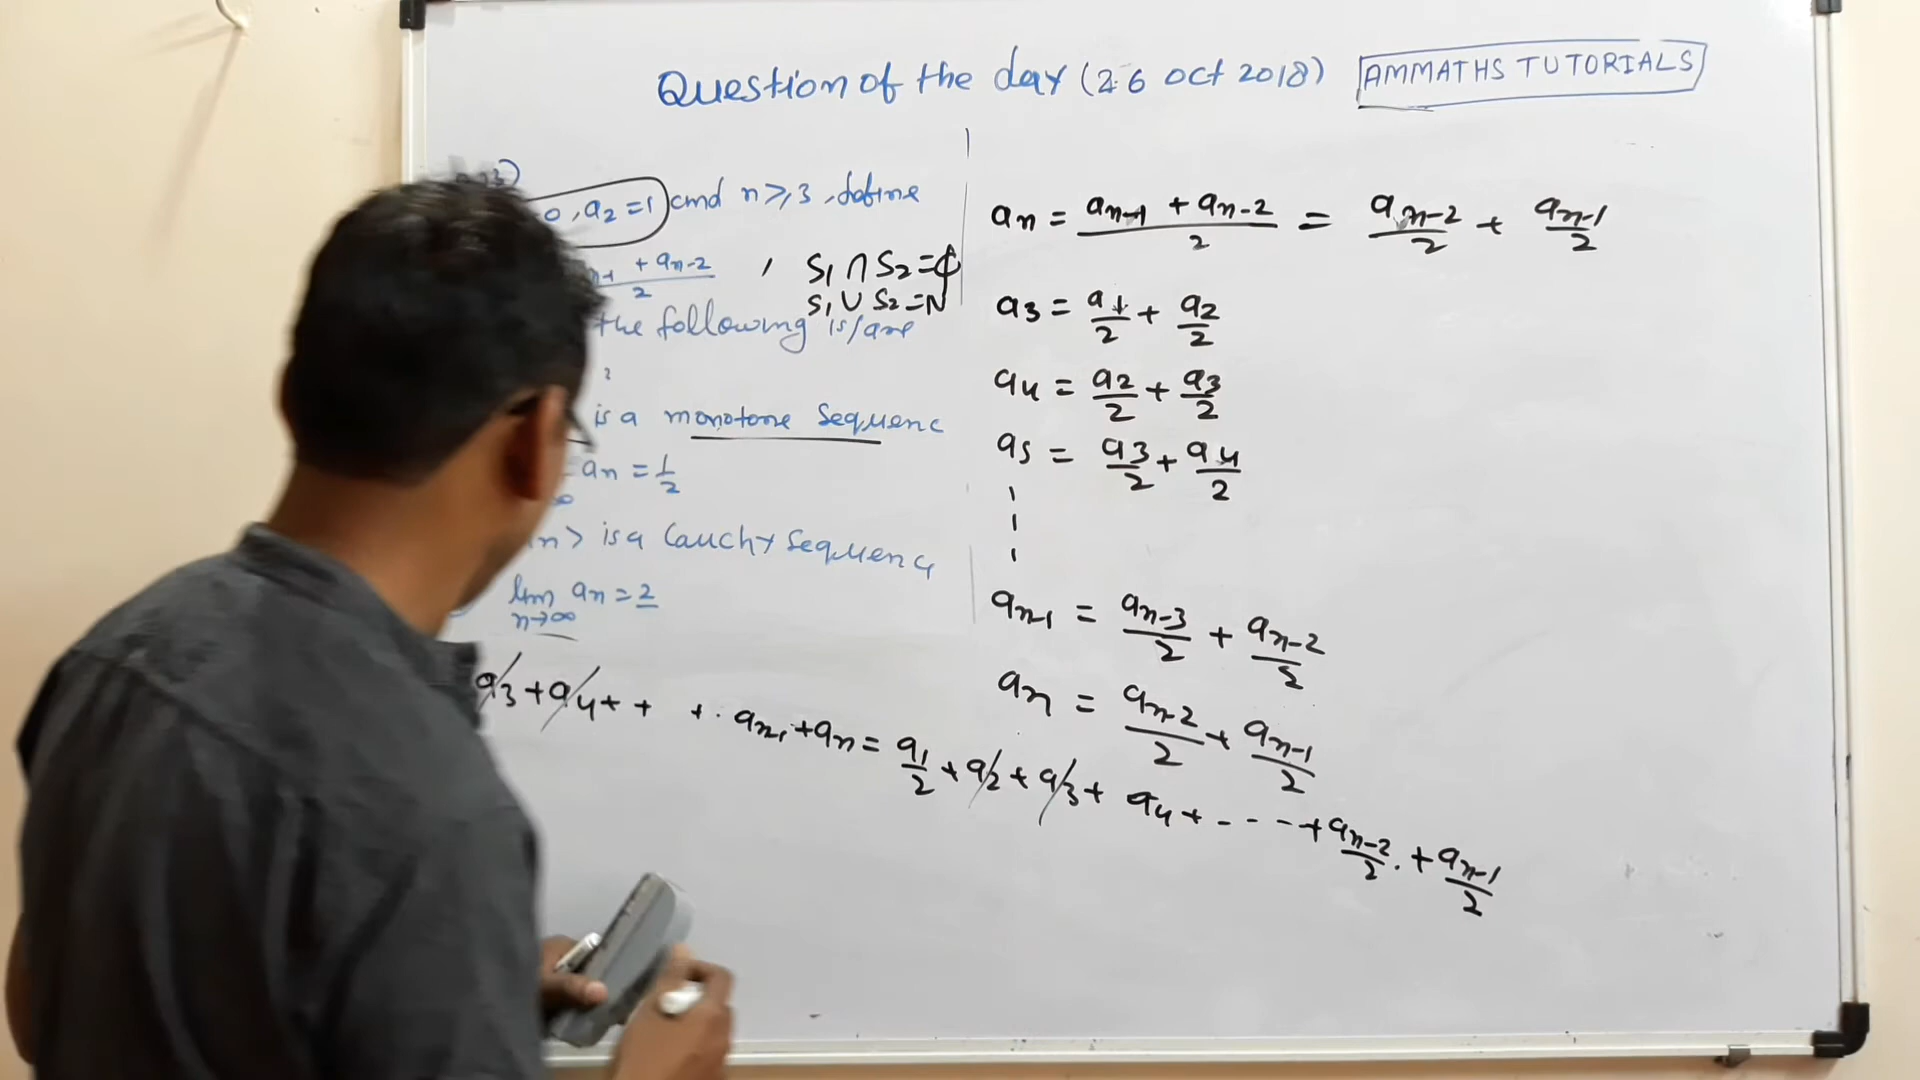 Question of the day (26 Oct 2018) AMMATHS TUTORIALS
0, a2 = 1 and n ≥ 3, define
+ an-2 / 2 , S1 ∩ S2 = ϕ
S1 ∪ S2 = N
the following is/are
?
is a monotone Sequenc
an = 1/2
∞
n > is a Cauchy Sequenc
lim n→∞ an = 2
an = (an-1 + an-2)/2 = an-2/2 + an-1/2
a3 = a1/2 + a2/2
a4 = a2/2 + a3/2
a5 = a3/2 + a4/2
an-1 = an-3/2 + an-2/2
an = an-2/2 + an-1/2
a3 + a4 + + + . an-1 + an = a1/2 + a2 + a3 + a4 + - - - + an-2/2 . + an-1/2